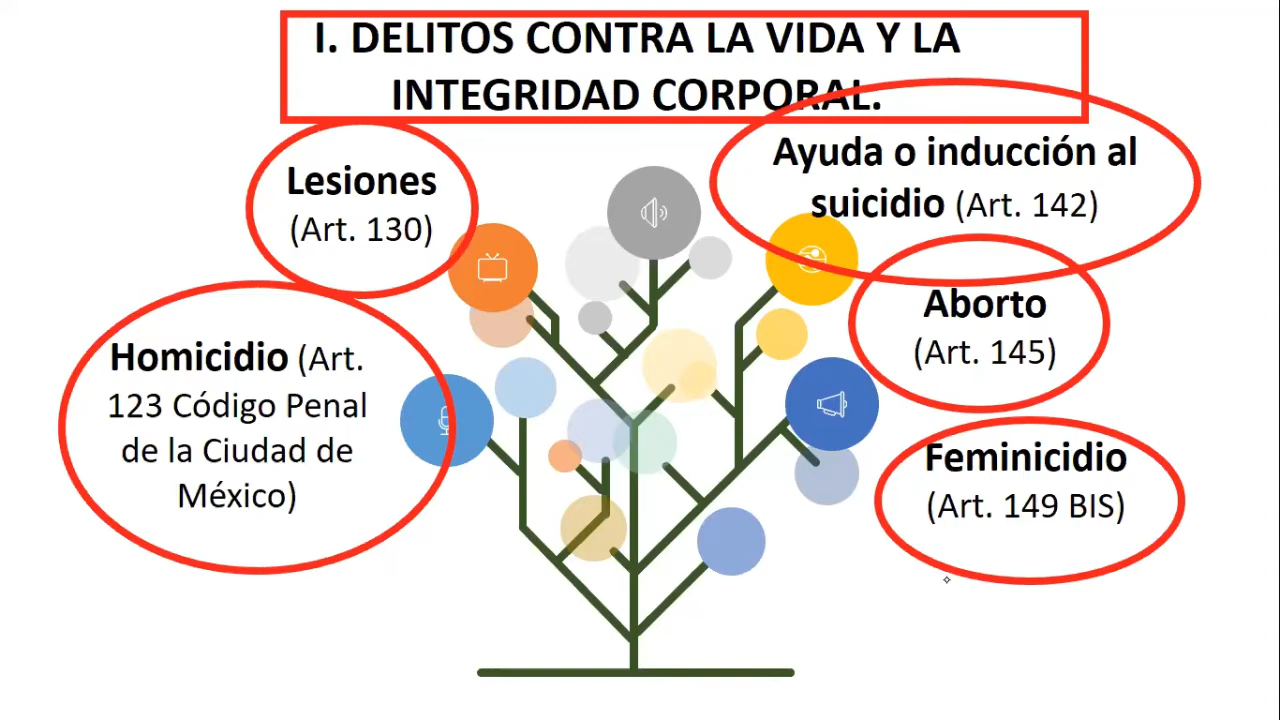 I. DELITOS CONTRA LA VIDA Y LA
INTEGRIDAD CORPORAL.
Lesiones
(Art. 130)
Ayuda o inducción al
suicidio (Art. 142)
Homicidio (Art.
123 Código Penal
de la Ciudad de
México)
Aborto
(Art. 145)
Feminicidio
(Art. 149 BIS)